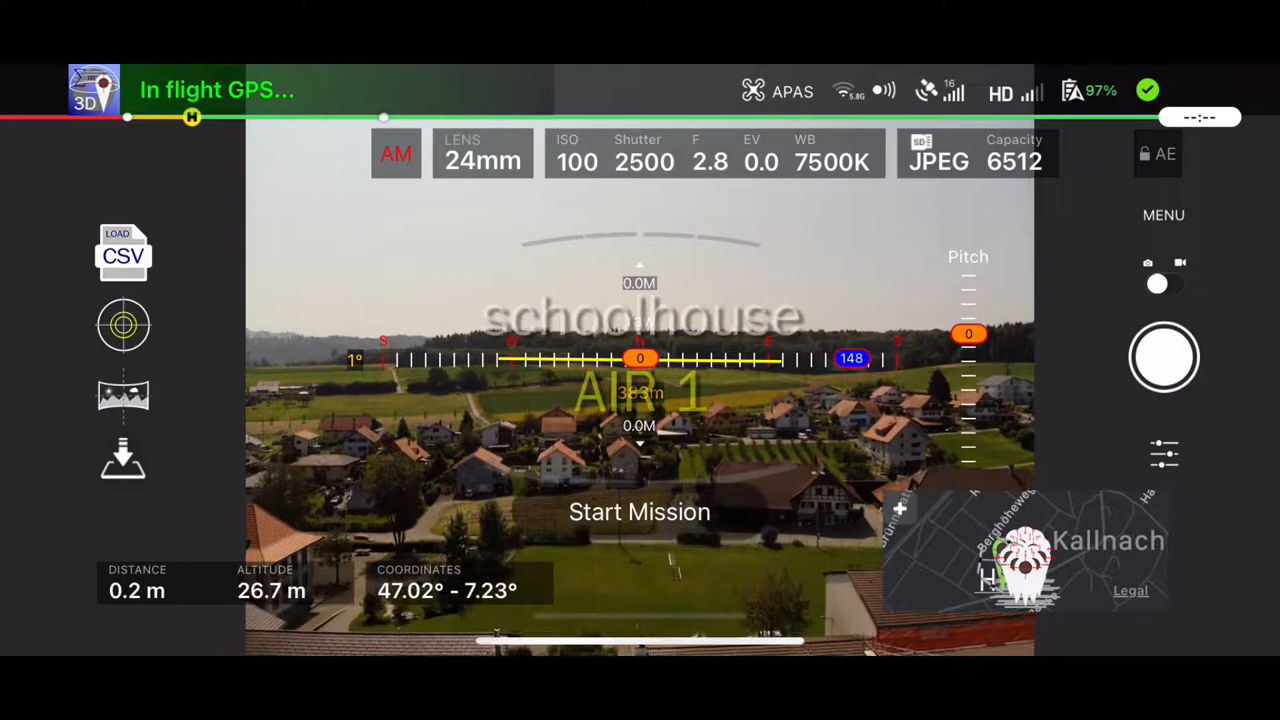 3D
In flight GPS...
APAS
5.8G
16
HD
97%
--:--
H
AM
LENS
24mm
ISO
100
Shutter
2500
F
2.8
EV
0.0
WB
7500K
SD
JPEG
Capacity
6512
AE
LOAD
CSV
MENU
Pitch
0
0.0M
schoolhouse
S
W
N
E
S
1°
0
148
AIR 1
383m
0.0M
Start Mission
DISTANCE
0.2 m
ALTITUDE
26.7 m
COORDINATES
47.02° - 7.23°
Berghöheweg
Kallnach
H
Legal